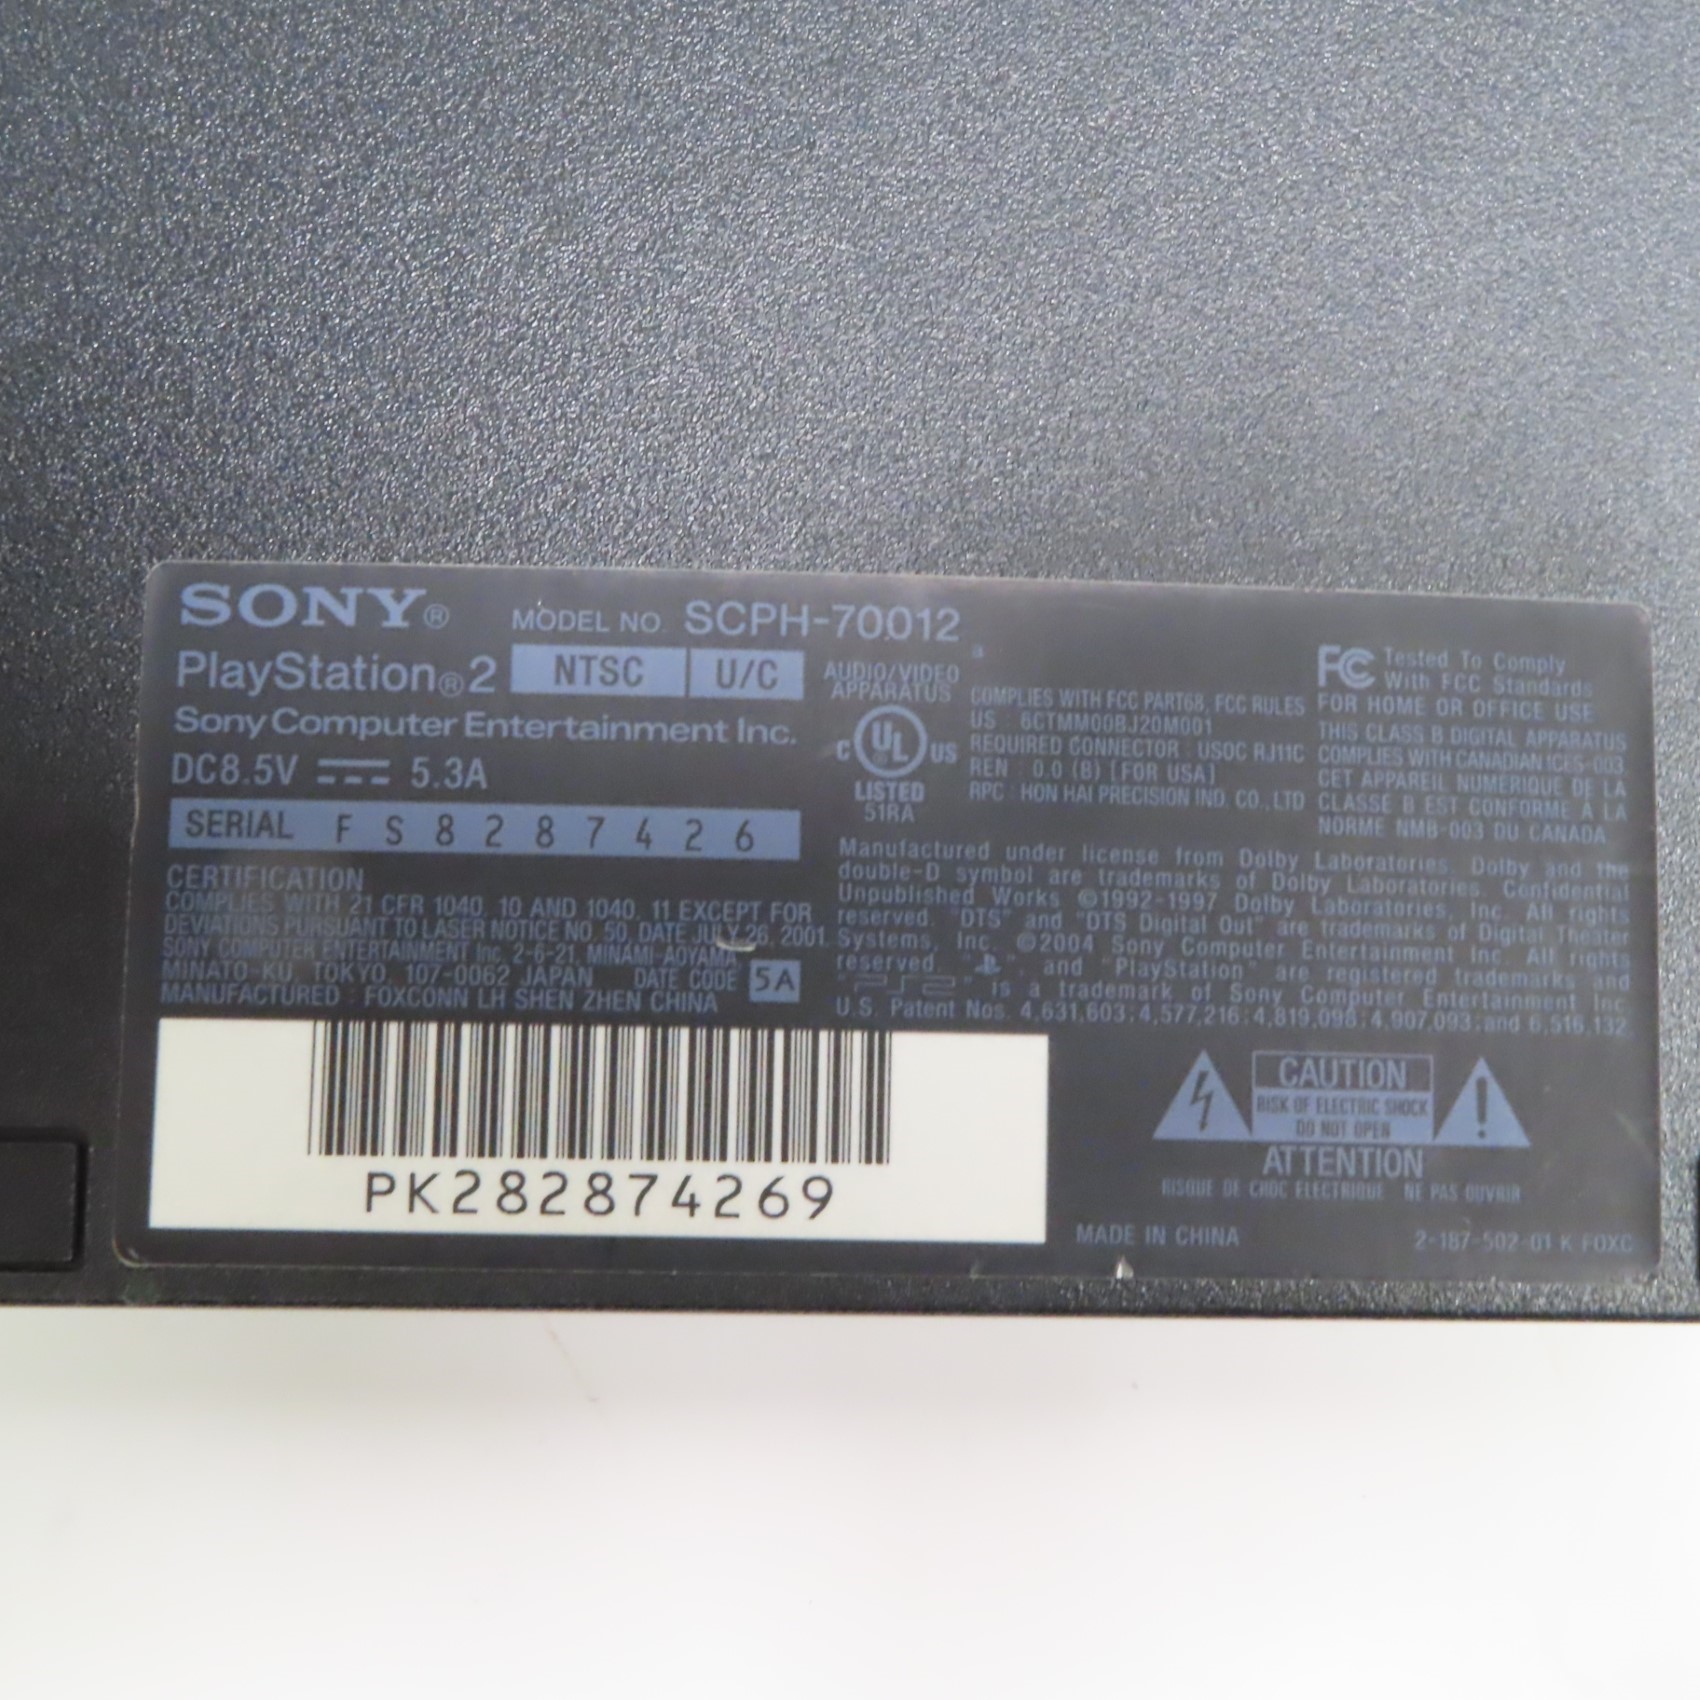 SONY®
MODEL NO. SCPH-70012
PlayStation®2
NTSC U/C
Sony Computer Entertainment Inc.
DC8.5V 5.3A
SERIAL F S 8 2 8 7 4 2 6
CERTIFICATION
COMPLIES WITH 21 CFR 1040. 10 AND 1040. 11 EXCEPT FOR
DEVIATIONS PURSUANT TO LASER NOTICE NO. 50, DATE JULY 26, 2001
SONY COMPUTER ENTERTAINMENT Inc. 2-6-21, MINAMI-AOYAMA
MINATO-KU, TOKYO, 107-0062 JAPAN DATE CODE 5A
MANUFACTURED : FOXCONN LH SHEN ZHEN CHINA
PK282874269
a
AUDIO/VIDEO
APPARATUS
C UL US
LISTED
51RA
COMPLIES WITH FCC PART68, FCC RULES
US : 6CTMM00BJ20M001
REQUIRED CONNECTOR : USOC RJ11C
REN : 0.0 (B) [FOR USA]
RPC : HON HAI PRECISION IND. CO., LTD
FC Tested To Comply
With FCC Standards
FOR HOME OR OFFICE USE
THIS CLASS B DIGITAL APPARATUS
COMPLIES WITH CANADIAN ICES-003
CET APPAREIL NUMERIQUE DE LA
CLASSE B EST CONFORME A LA
NORME NMB-003 DU CANADA
Manufactured under license from Dolby Laboratories. Dolby and the
double-D symbol are trademarks of Dolby Laboratories. Confidential
Unpublished Works ©1992-1997 Dolby Laboratories, Inc. All rights
reserved. "DTS" and "DTS Digital Out" are trademarks of Digital Theater
Systems, Inc. ©2004 Sony Computer Entertainment Inc. All rights
reserved. " ", and "PlayStation" are registered trademarks and
"PS2" is a trademark of Sony Computer Entertainment Inc.
U.S. Patent Nos. 4,631,603; 4,577,216; 4,819,098; 4,907,093; and 6,516,132.
CAUTION
RISK OF ELECTRIC SHOCK
DO NOT OPEN
ATTENTION
RISQUE DE CHOC ELECTRIQUE NE PAS OUVRIR
MADE IN CHINA
2-187-502-01 K FOXC